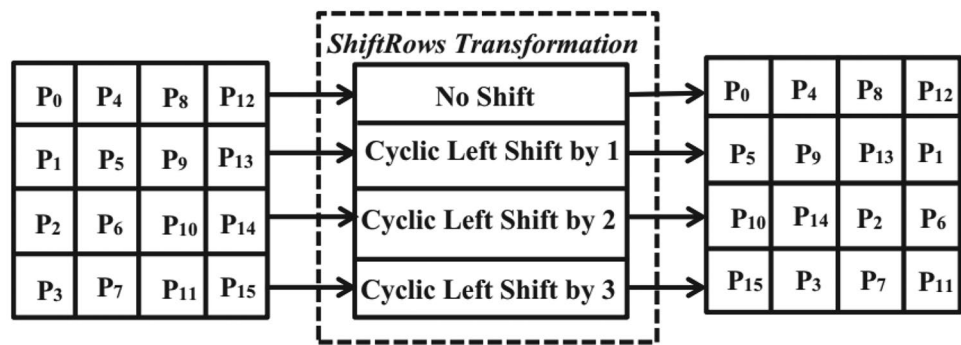 ShiftRows Transformation
P₀ P₄ P₈ P₁₂ No Shift P₀ P₄ P₈ P₁₂
P₁ P₅ P₉ P₁₃ Cyclic Left Shift by 1 P₅ P₉ P₁₃ P₁
P₂ P₆ P₁₀ P₁₄ Cyclic Left Shift by 2 P₁₀ P₁₄ P₂ P₆
P₃ P₇ P₁₁ P₁₅ Cyclic Left Shift by 3 P₁₅ P₃ P₇ P₁₁